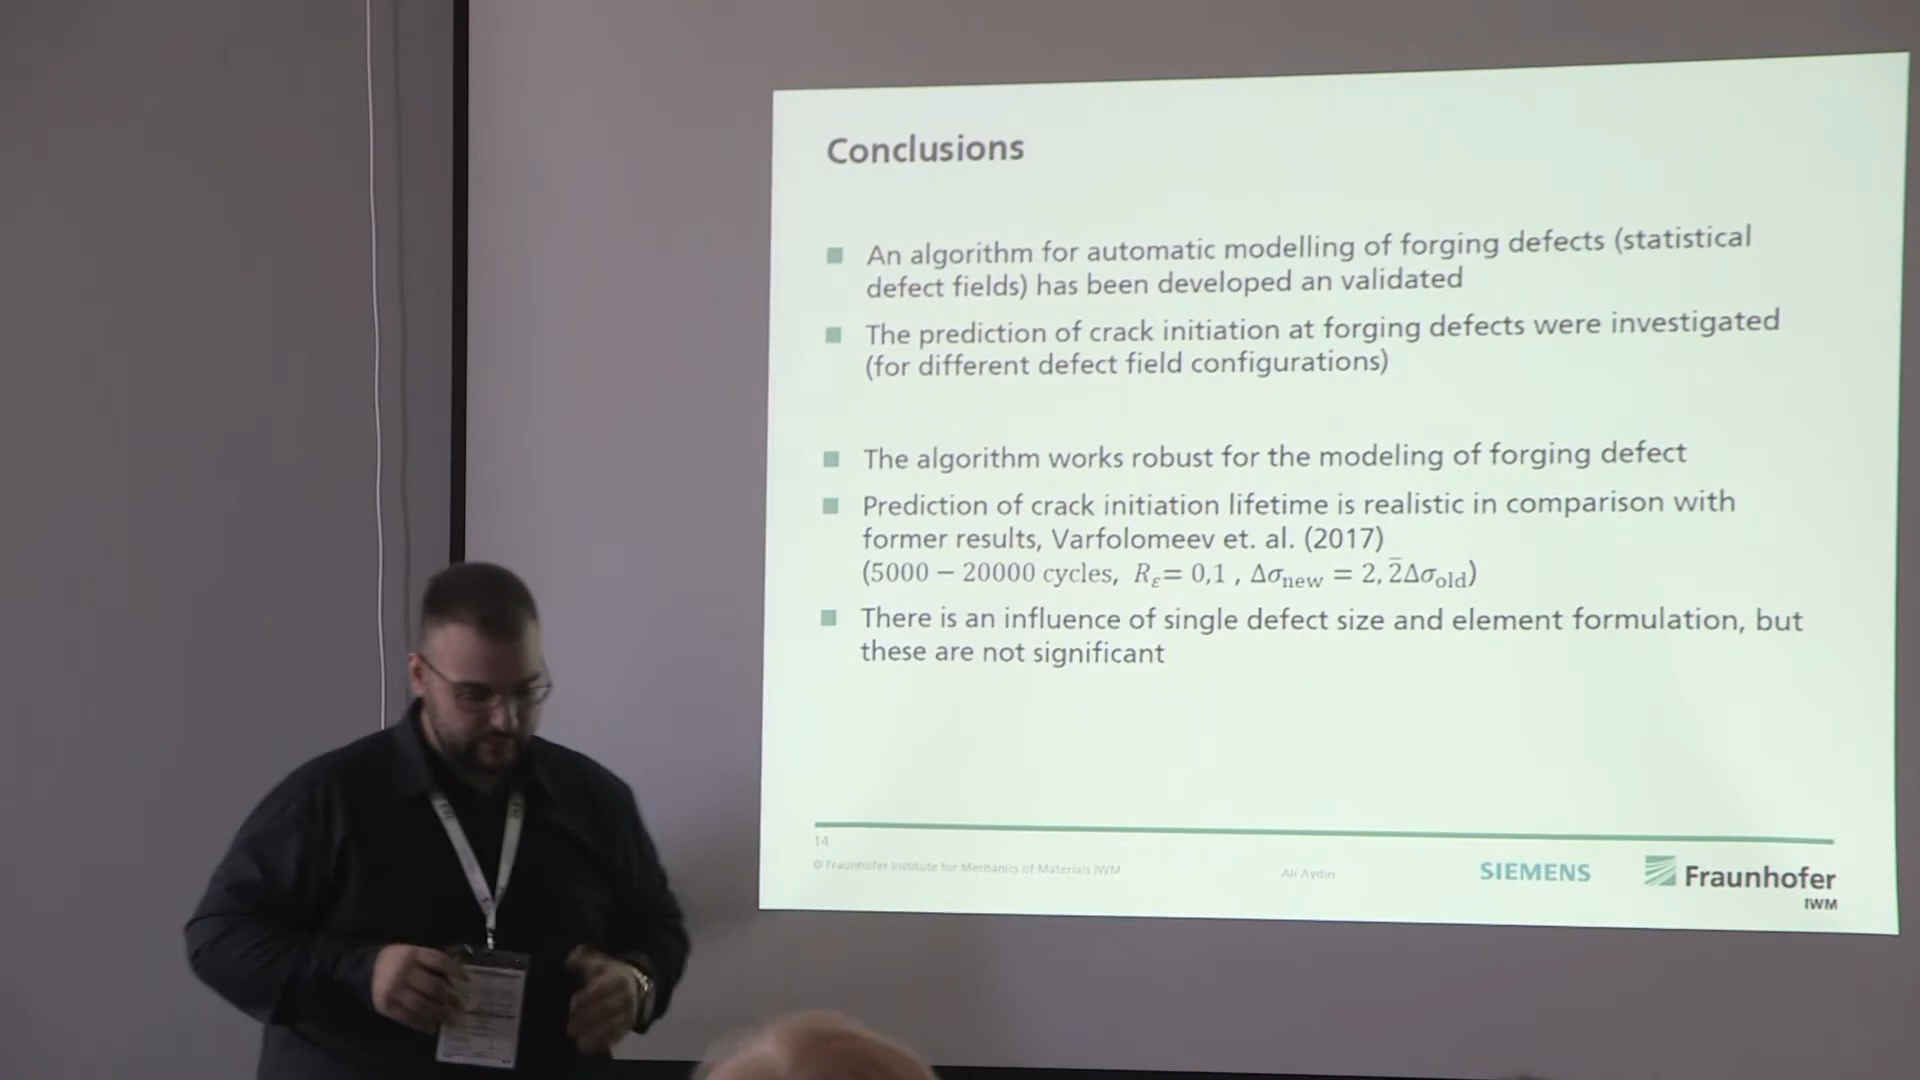 Conclusions
An algorithm for automatic modelling of forging defects (statistical
defect fields) has been developed an validated
The prediction of crack initiation at forging defects were investigated
(for different defect field configurations)
The algorithm works robust for the modeling of forging defect
Prediction of crack initiation lifetime is realistic in comparison with
former results, Varfolomeev et. al. (2017)
(5000 – 20000 cycles, Rε= 0,1 , Δσnew = 2, 2̅Δσold)
There is an influence of single defect size and element formulation, but
these are not significant
14
© Fraunhofer Institute for Mechanics of Materials IWM
Ali Aydin
SIEMENS
Fraunhofer
IWM